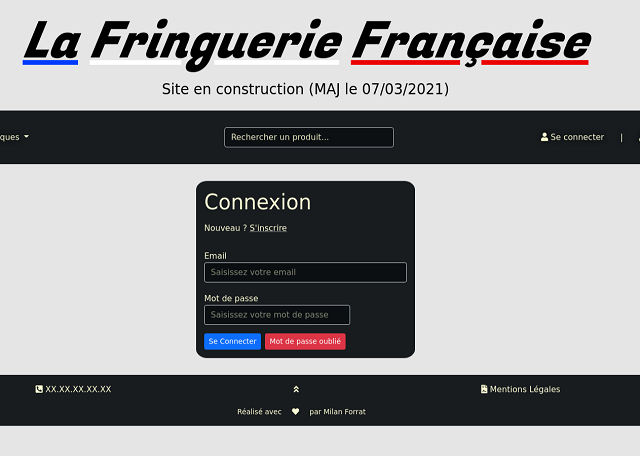 La Fringuerie Française
Site en construction (MAJ le 07/03/2021)
ques
Rechercher un produit...
Se connecter |
Connexion
Nouveau ? S'inscrire
Email
Saisissez votre email
Mot de passe
Saisissez votre mot de passe
Se Connecter Mot de passe oublié
XX.XX.XX.XX.XX
Mentions Légales
Réalisé avec par Milan Forrat